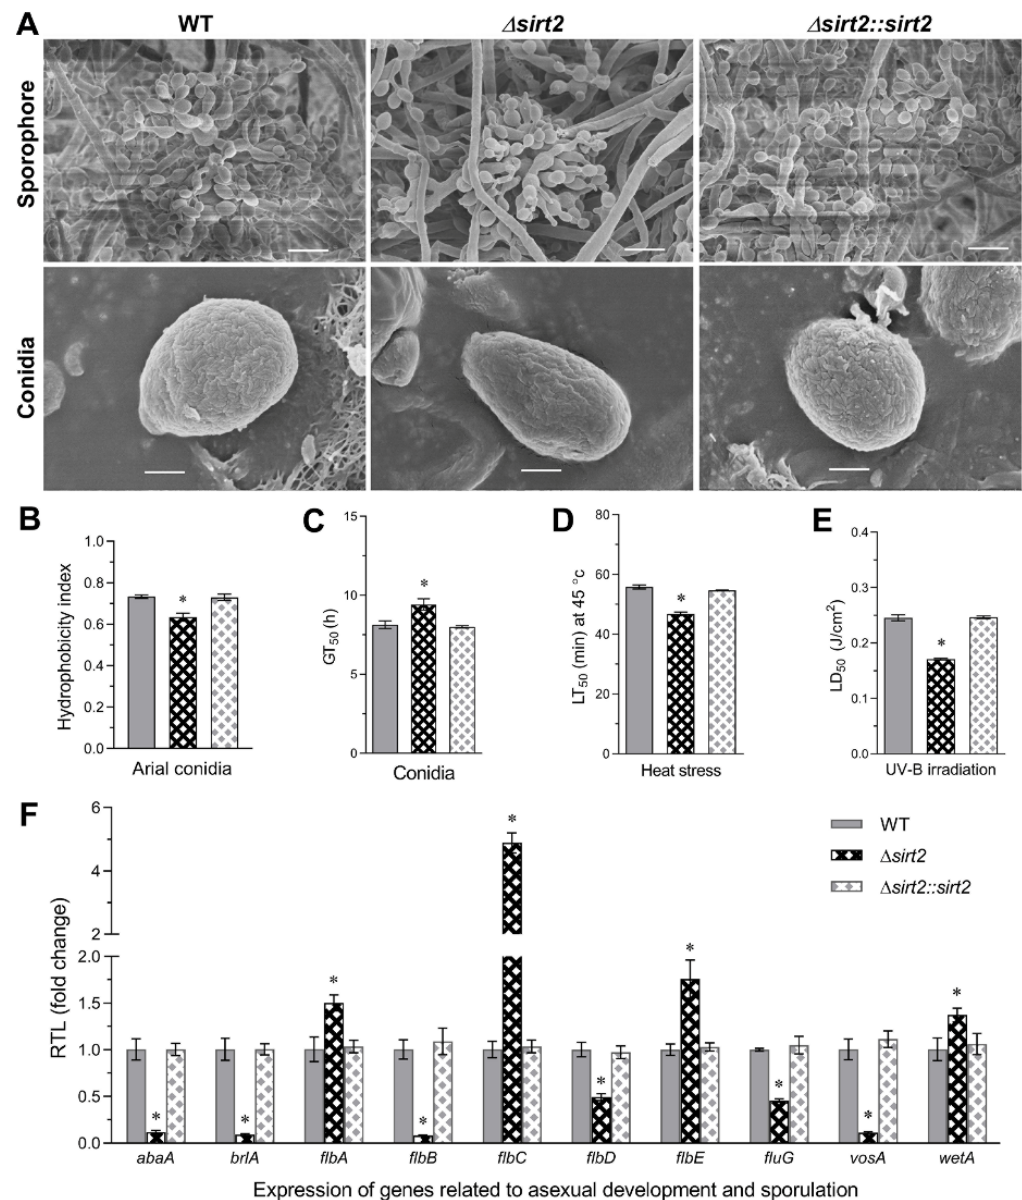 A
WT
Δsirt2
Δsirt2::sirt2
Sporophore
Conidia
B
Hydrophobicity index
1.0
0.8
0.6
0.4
0.2
0.0
*
Arial conidia
C
GT50 (h)
15
10
5
0
*
Conidia
D
LT50 (min) at 45 °c
80
60
40
20
0
*
Heat stress
E
LD50 (J/cm2)
0.4
0.3
0.2
0.1
0.0
*
UV-B irradiation
F
RTL (fold change)
6
4
2
2.0
1.5
1.0
0.5
0.0
* * * * * * * * * *
WT
Δsirt2
Δsirt2::sirt2
abaA brlA flbA flbB flbC flbD flbE fluG vosA wetA
Expression of genes related to asexual development and sporulation